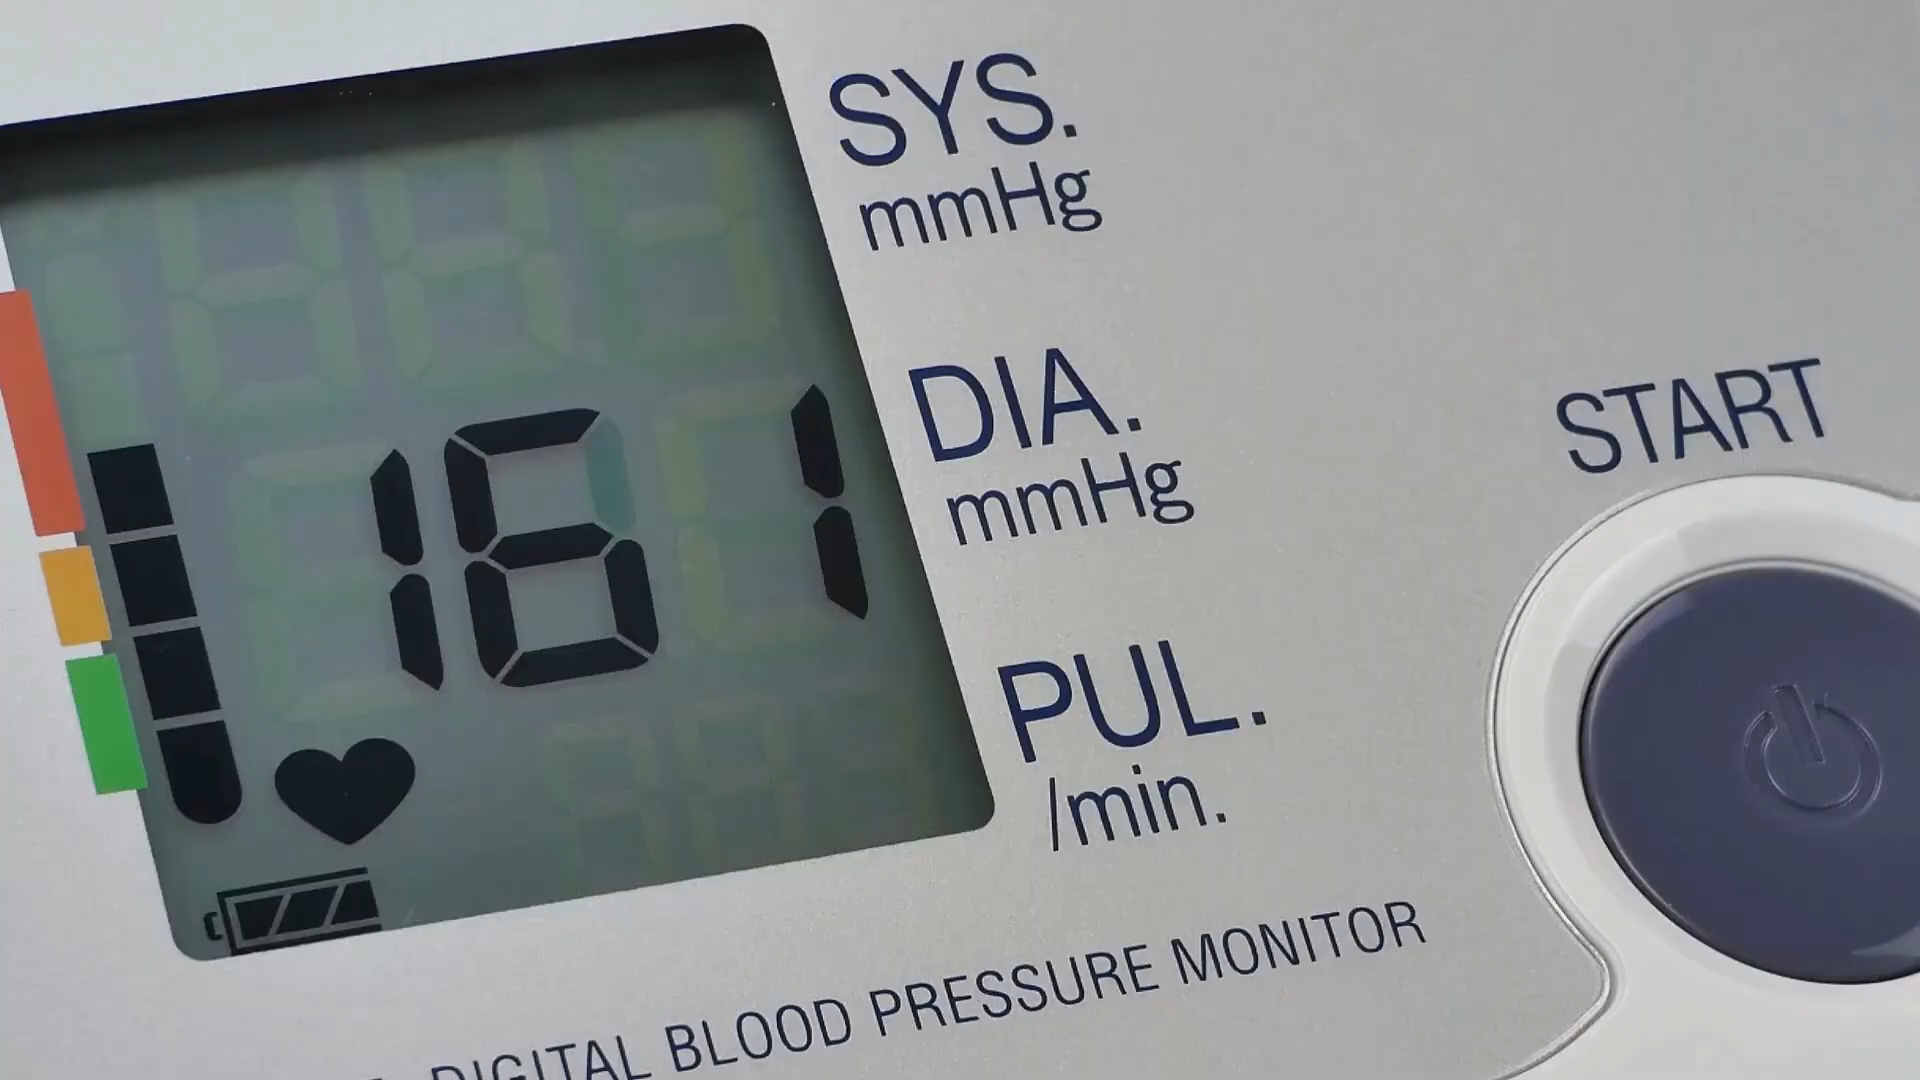 SYS.
mmHg
161
DIA.
mmHg
START
PUL.
/min.
DIGITAL BLOOD PRESSURE MONITOR